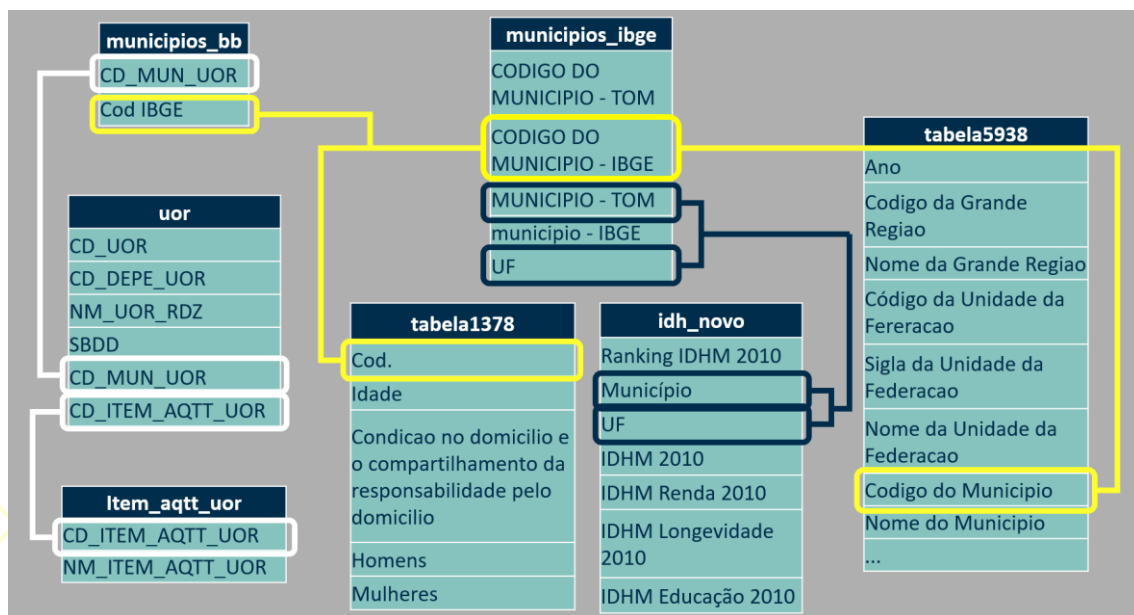 municipios_bb
CD_MUN_UOR
Cod IBGE
municipios_ibge
CODIGO DO
MUNICIPIO - TOM
CODIGO DO
MUNICIPIO - IBGE
MUNICIPIO - TOM
municipio - IBGE
UF
tabela5938
Ano
Codigo da Grande
Regiao
Nome da Grande Regiao
Código da Unidade da
Fereracao
Sigla da Unidade da
Federacao
Nome da Unidade da
Federacao
Codigo do Municipio
Nome do Municipio
...
uor
CD_UOR
CD_DEPE_UOR
NM_UOR_RDZ
SBDD
CD_MUN_UOR
CD_ITEM_AQTT_UOR
Item_aqtt_uor
CD_ITEM_AQTT_UOR
NM_ITEM_AQTT_UOR
tabela1378
Cod.
Idade
Condicao no domicilio e
o compartilhamento da
responsabilidade pelo
domicilio
Homens
Mulheres
idh_novo
Ranking IDHM 2010
Município
UF
IDHM 2010
IDHM Renda 2010
IDHM Longevidade
2010
IDHM Educação 2010